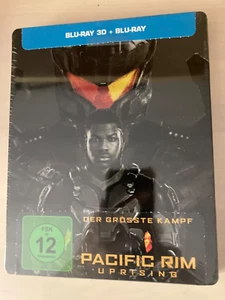 BLU-RAY 3D + BLU-RAY
DER GRÖSSTE KAMPF
FSK
12
PACIFIC RIM
UPRISING